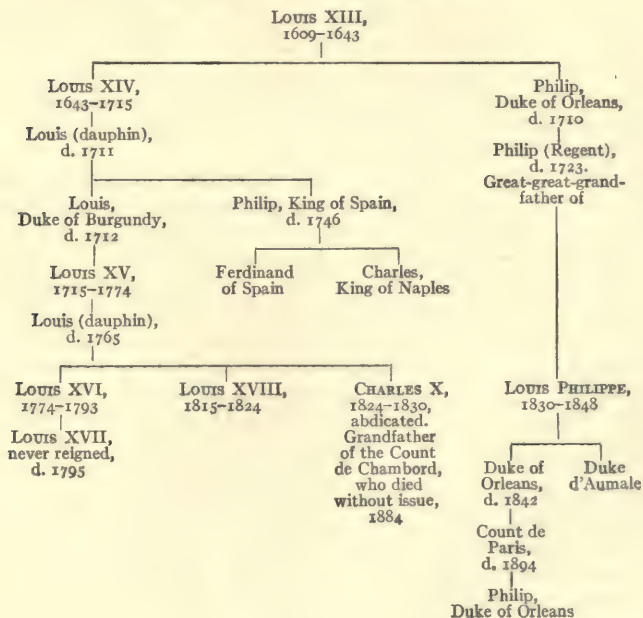 LOUIS XIII,
1609-1643
LOUIS XIV,
1643-1715
Louis (dauphin),
d. 1711
Philip,
Duke of Orleans,
d. 1710
Philip (Regent),
d. 1723.
Great-great-grand-
father of
Louis,
Duke of Burgundy,
d. 1712
Philip, King of Spain,
d. 1746
LOUIS XV,
1715-1774
Ferdinand
of Spain
Charles,
King of Naples
Louis (dauphin),
d. 1765
LOUIS XVI,
1774-1793
LOUIS XVII,
never reigned,
d. 1795
LOUIS XVIII,
1815-1824
CHARLES X,
1824-1830,
abdicated.
Grandfather
of the Count
de Chambord,
who died
without issue,
1884
LOUIS PHILIPPE,
1830-1848
Duke of
Orleans,
d. 1842
Duke
d'Aumale
Count de
Paris,
d. 1894
Philip,
Duke of Orleans